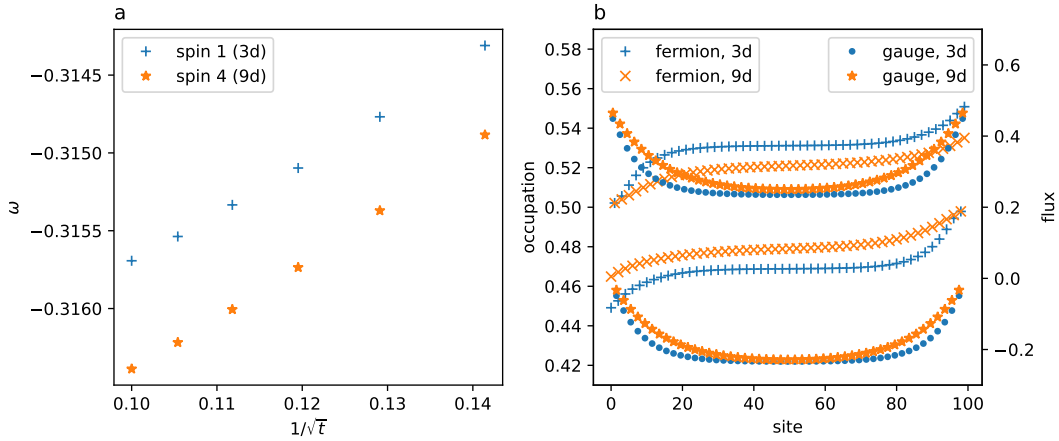 a
spin 1 (3d)
spin 4 (9d)
−0.3145
−0.3150
−0.3155
−0.3160
ω
0.10 0.11 0.12 0.13 0.14
1/√t
b
fermion, 3d
fermion, 9d
gauge, 3d
gauge, 9d
0.58
0.56
0.54
0.52
0.50
0.48
0.46
0.44
0.42
occupation
0.6
0.4
0.2
0.0
−0.2
flux
0 20 40 60 80 100
site